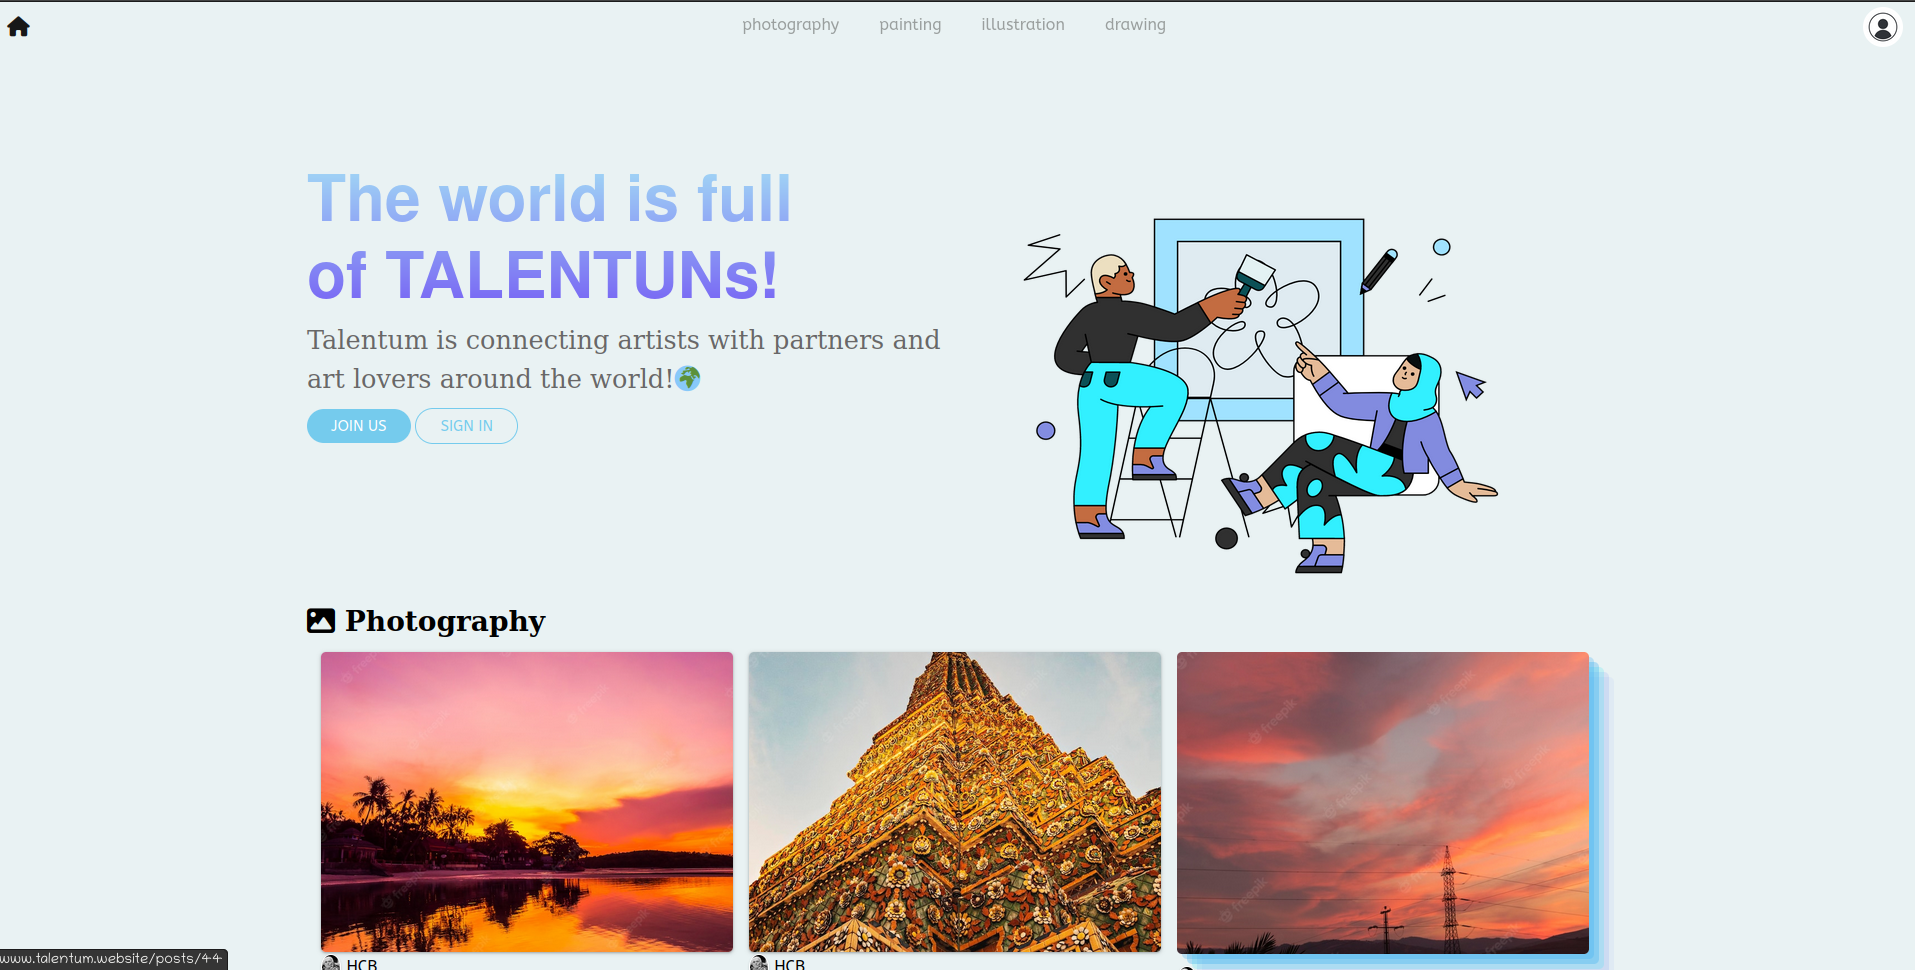 photography painting illustration drawing
The world is full
of TALENTUNs!
Talentum is connecting artists with partners and
art lovers around the world!🌍
JOIN US SIGN IN
Photography
freepik
HCB HCB
www.talentum.website/posts/44